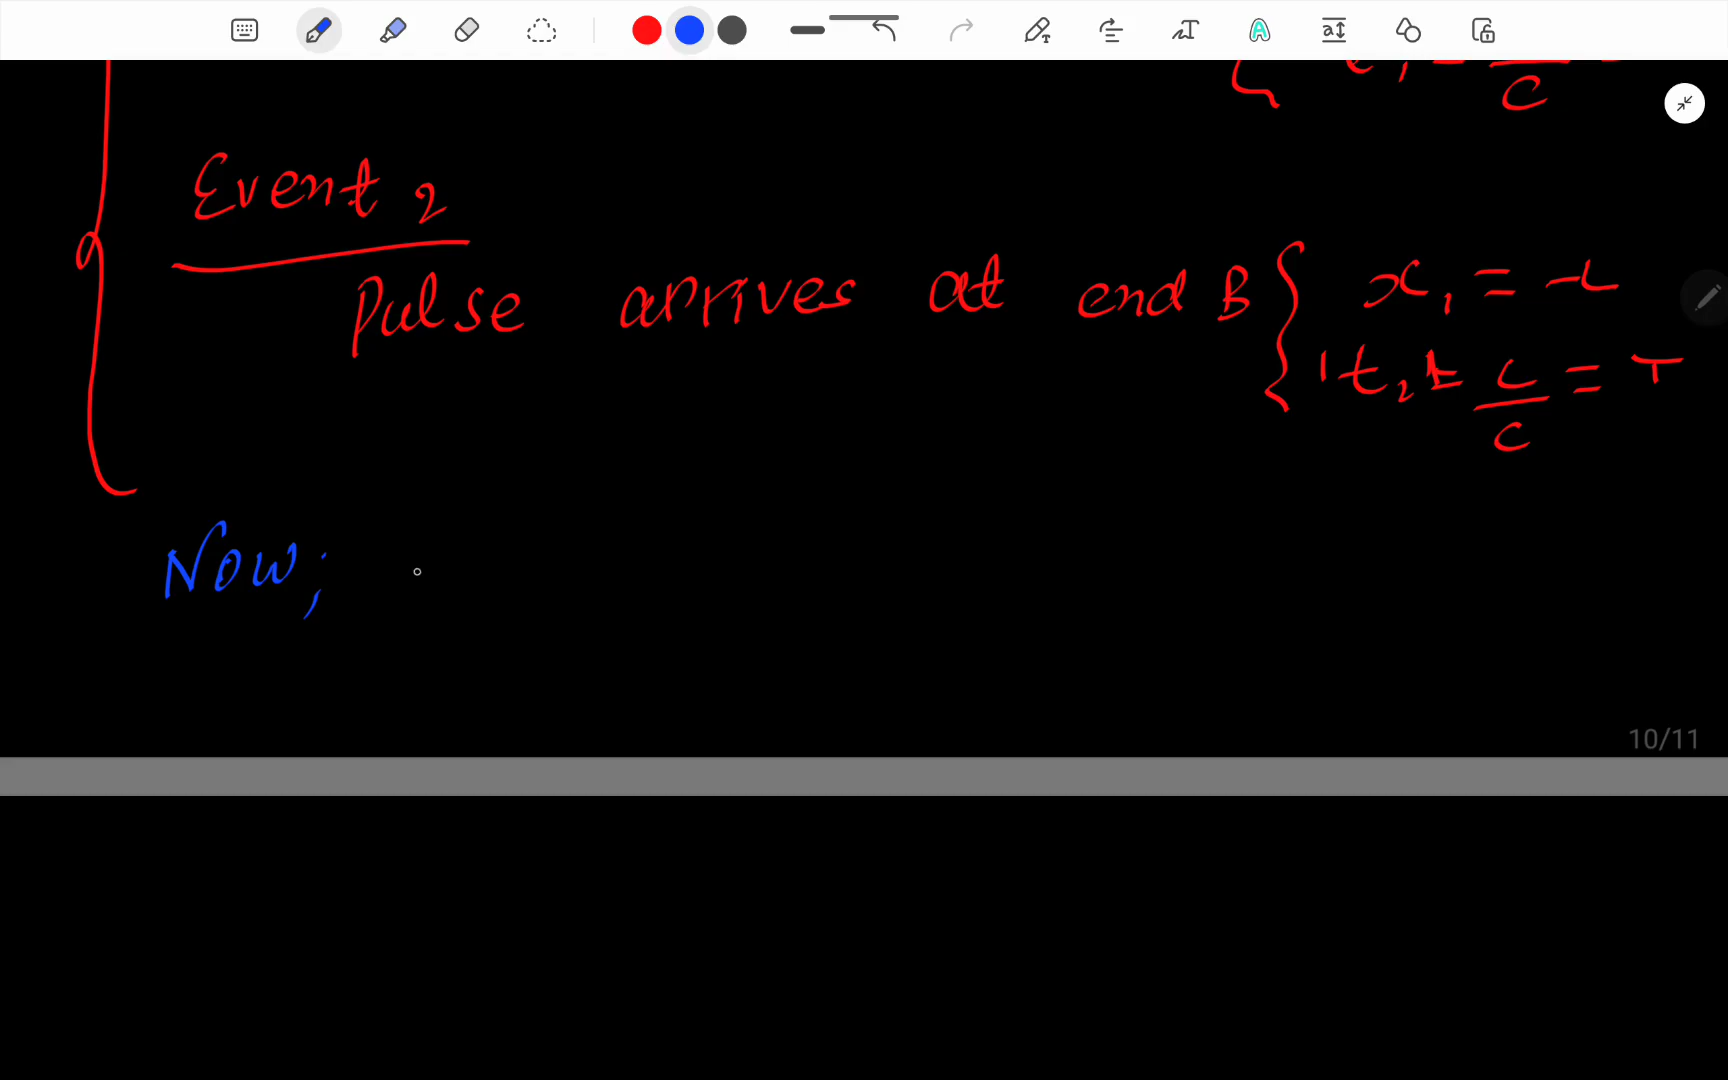 c
Event 2
Pulse arrives at end B { x₁ = -L
t₂ = L/c = T
Now;
10/11